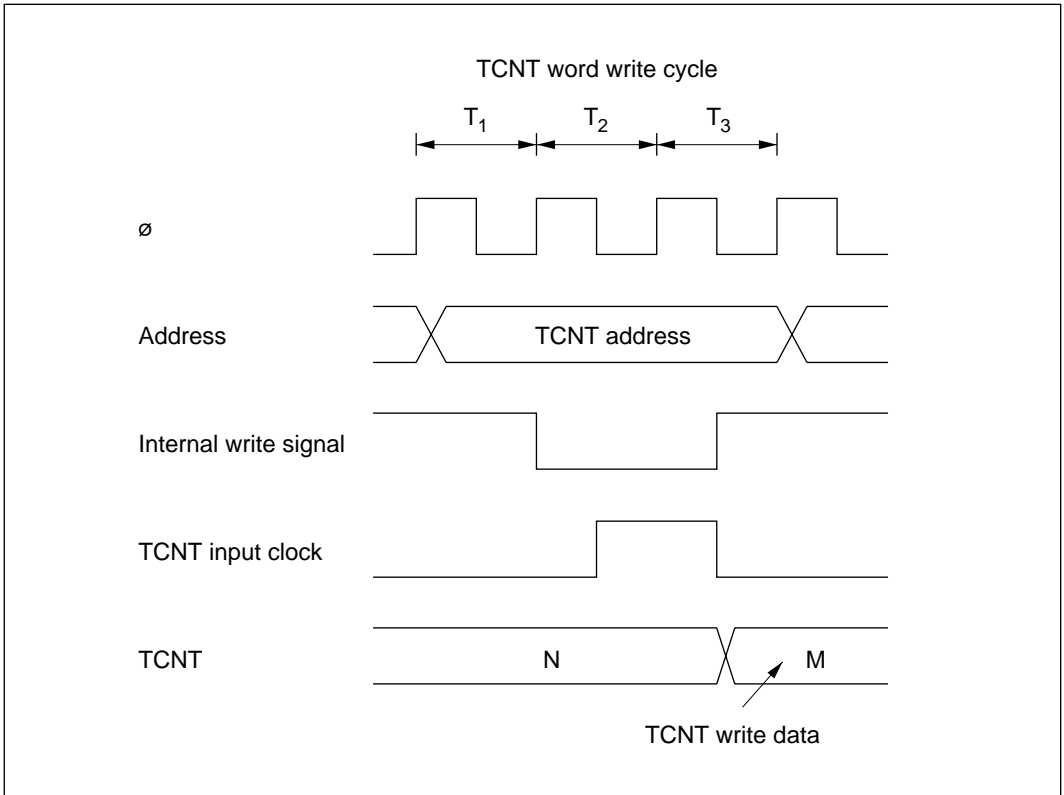 TCNT word write cycle
T1 T2 T3
ø
Address
TCNT address
Internal write signal
TCNT input clock
TCNT
N
M
TCNT write data